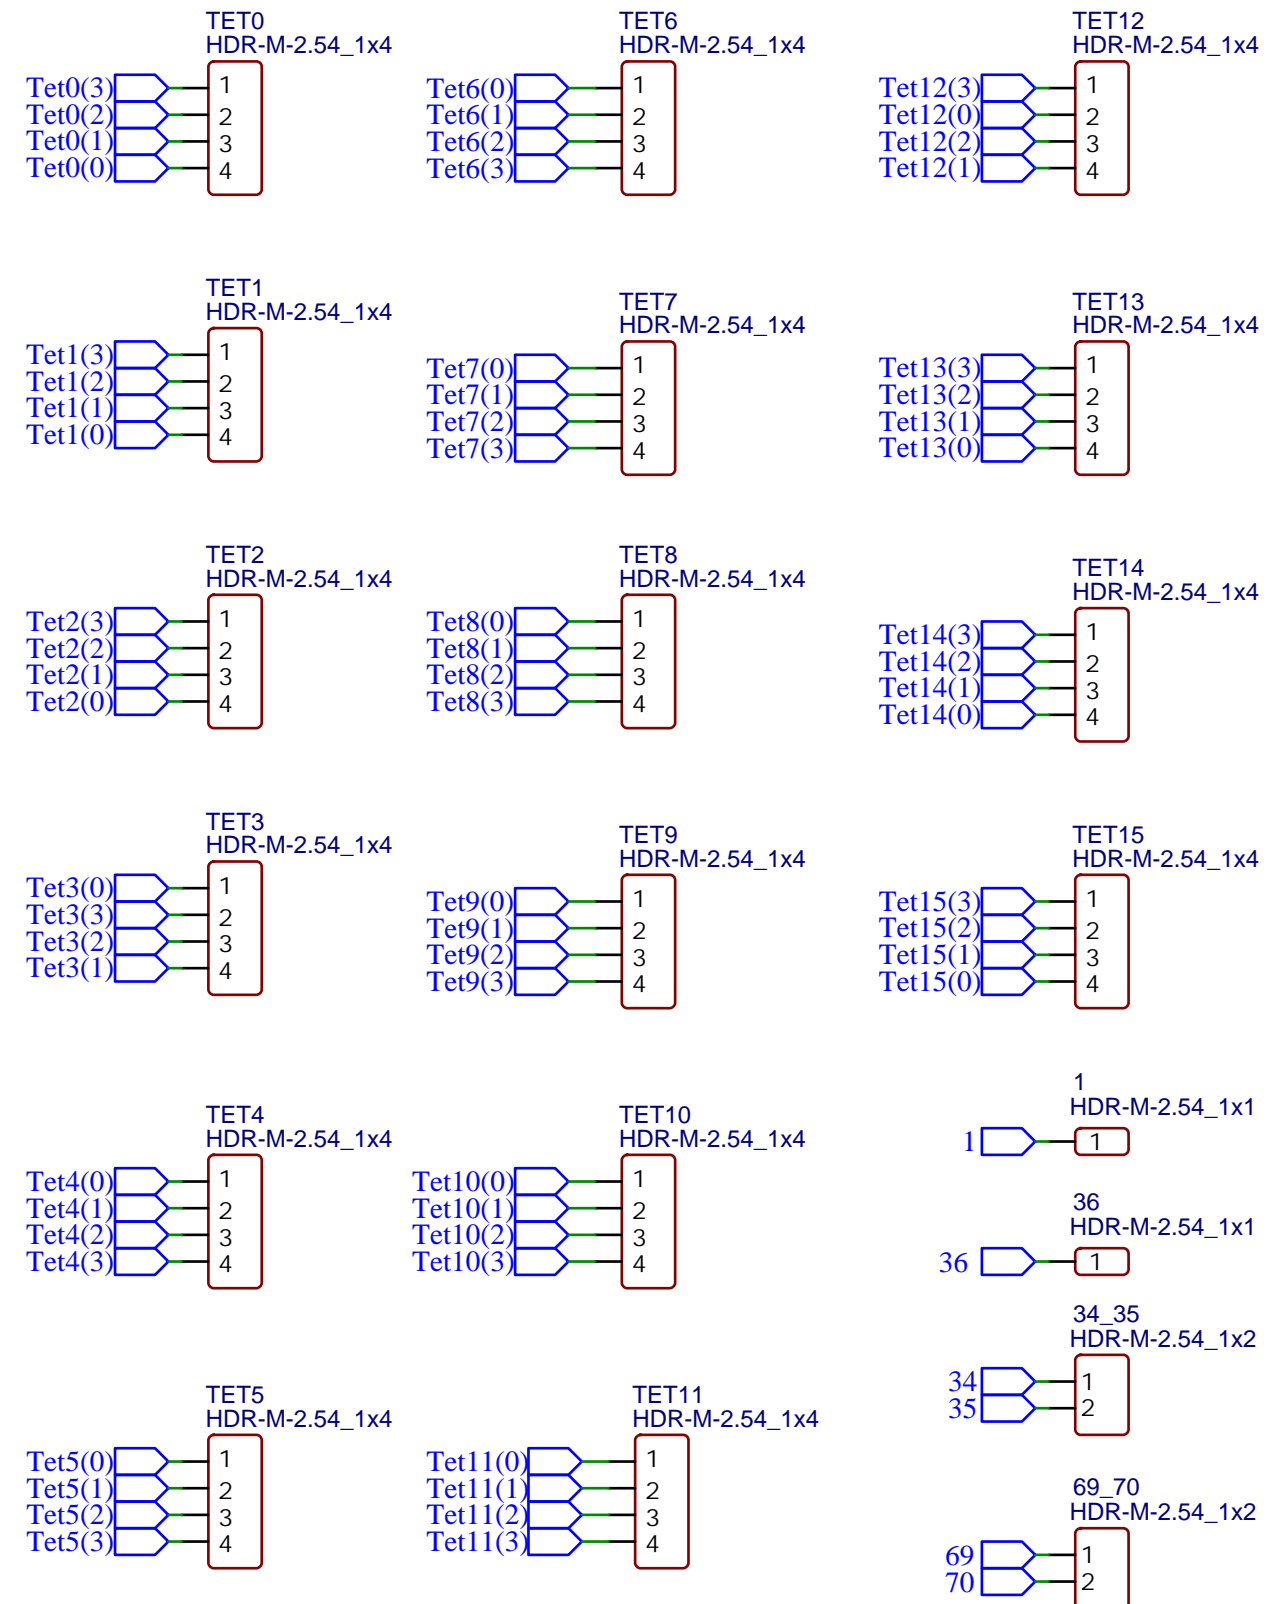 TET0
HDR-M-2.54_1x4
Tet0(3) 1
Tet0(2) 2
Tet0(1) 3
Tet0(0) 4
TET1
HDR-M-2.54_1x4
Tet1(3) 1
Tet1(2) 2
Tet1(1) 3
Tet1(0) 4
TET2
HDR-M-2.54_1x4
Tet2(3) 1
Tet2(2) 2
Tet2(1) 3
Tet2(0) 4
TET3
HDR-M-2.54_1x4
Tet3(0) 1
Tet3(3) 2
Tet3(2) 3
Tet3(1) 4
TET4
HDR-M-2.54_1x4
Tet4(0) 1
Tet4(1) 2
Tet4(2) 3
Tet4(3) 4
TET5
HDR-M-2.54_1x4
Tet5(0) 1
Tet5(1) 2
Tet5(2) 3
Tet5(3) 4
TET6
HDR-M-2.54_1x4
Tet6(0) 1
Tet6(1) 2
Tet6(2) 3
Tet6(3) 4
TET7
HDR-M-2.54_1x4
Tet7(0) 1
Tet7(1) 2
Tet7(2) 3
Tet7(3) 4
TET8
HDR-M-2.54_1x4
Tet8(0) 1
Tet8(1) 2
Tet8(2) 3
Tet8(3) 4
TET9
HDR-M-2.54_1x4
Tet9(0) 1
Tet9(1) 2
Tet9(2) 3
Tet9(3) 4
TET10
HDR-M-2.54_1x4
Tet10(0) 1
Tet10(1) 2
Tet10(2) 3
Tet10(3) 4
TET11
HDR-M-2.54_1x4
Tet11(0) 1
Tet11(1) 2
Tet11(2) 3
Tet11(3) 4
TET12
HDR-M-2.54_1x4
Tet12(3) 1
Tet12(0) 2
Tet12(2) 3
Tet12(1) 4
TET13
HDR-M-2.54_1x4
Tet13(3) 1
Tet13(2) 2
Tet13(1) 3
Tet13(0) 4
TET14
HDR-M-2.54_1x4
Tet14(3) 1
Tet14(2) 2
Tet14(1) 3
Tet14(0) 4
TET15
HDR-M-2.54_1x4
Tet15(3) 1
Tet15(2) 2
Tet15(1) 3
Tet15(0) 4
1
HDR-M-2.54_1x1
1 1
36
HDR-M-2.54_1x1
36 1
34_35
HDR-M-2.54_1x2
34 1
35 2
69_70
HDR-M-2.54_1x2
69 1
70 2